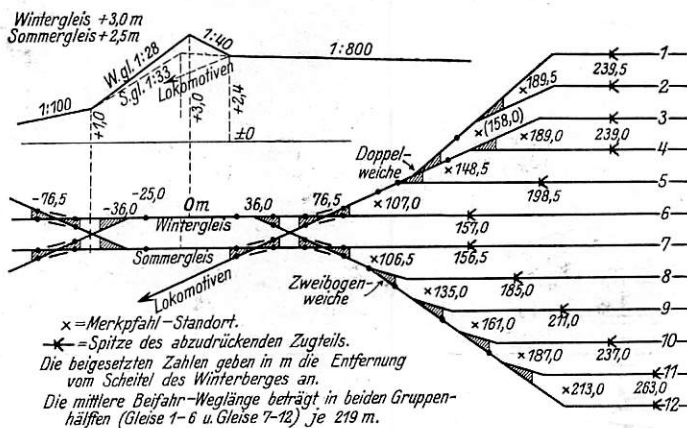 Wintergleis +3,0 m
Sommergleis +2,5 m
W.gl. 1:28
1:40
1:800
S.gl. 1:33
Lokomotiven
1:100
+1,0
+3,0
+2,4
±0
-76,5
-36,0
-25,0
0 m
36,0
76,5
Wintergleis
Sommergleis
Lokomotiven
Doppel-
weiche
Zweibogen-
weiche
1
239,5
189,5
2
(158,0)
3
189,0
239,0
4
148,5
5
107,0
198,5
6
157,0
7
156,5
106,5
8
185,0
135,0
9
211,0
161,0
10
237,0
187,0
11
213,0
263,0
12
× = Merkpfahl-Standort.
= Spitze des abzudrückenden Zugteils.
Die beigesetzten Zahlen geben in m die Entfernung
vom Scheitel des Winterberges an.
Die mittlere Beifahr-Weglänge beträgt in beiden Gruppen-
hälften (Gleise 1-6 u. Gleise 7-12) je 219 m.